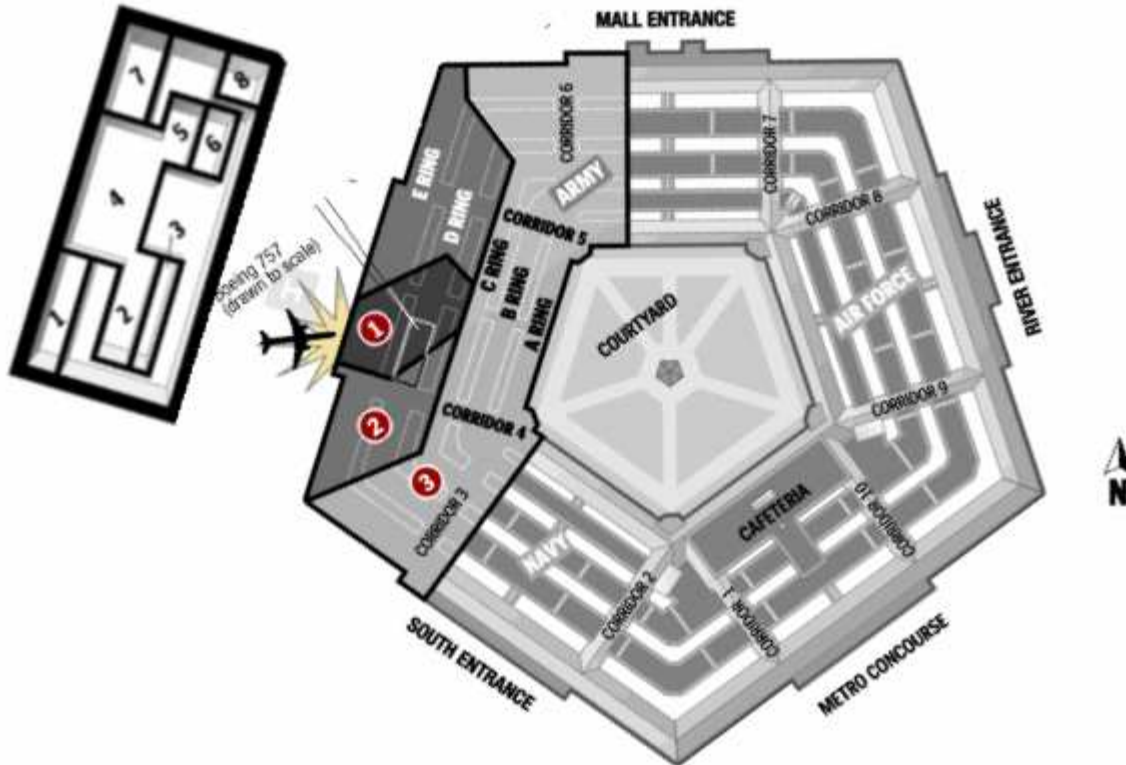 MALL ENTRANCE
7
8
5
6
4
3
1
2
CORRIDOR 6
CORRIDOR 7
ARMY
E RING
D RING
CORRIDOR 5
C RING
B RING
A RING
CORRIDOR 8
RIVER ENTRANCE
AIR FORCE
Boeing 757
(drawn to scale)
COURTYARD
1
2
3
CORRIDOR 4
CORRIDOR 9
CORRIDOR 3
CAFETERIA
CORRIDOR 10
NAVY
CORRIDOR 2
CORRIDOR 1
N
SOUTH ENTRANCE
METRO CONCOURSE